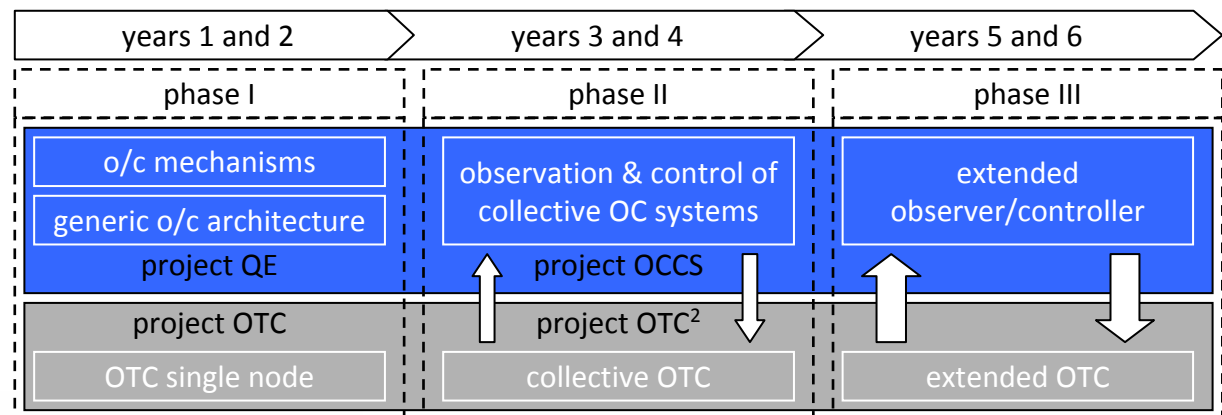 years 1 and 2
years 3 and 4
years 5 and 6
phase I
phase II
phase III
o/c mechanisms
generic o/c architecture
project QE
observation & control of
collective OC systems
project OCCS
extended
observer/controller
project OTC
OTC single node
project OTC²
collective OTC
extended OTC